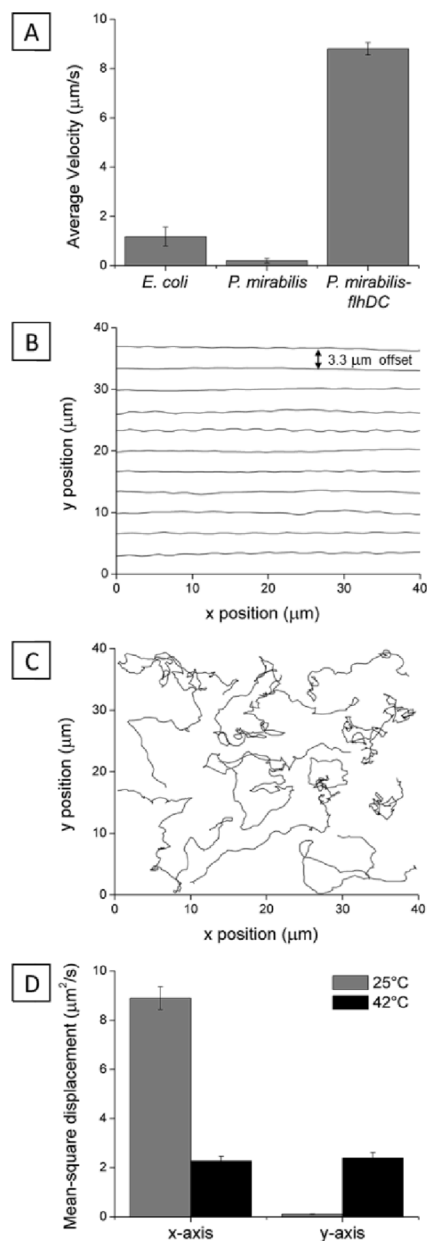 A
10
8
6
4
2
0
Average Velocity (μm/s)
E. coli
P. mirabilis
P. mirabilis-
flhDC
B
40
30
20
10
0
y position (μm)
3.3 μm offset
0
10
20
30
40
x position (μm)
C
40
30
20
10
0
y position (μm)
0
10
20
30
40
x position (μm)
D
10
8
6
4
2
0
Mean-square displacement (μm²/s)
25°C
42°C
x-axis
y-axis